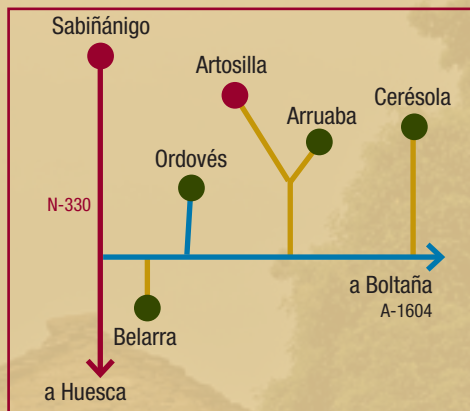 Sabiñánigo
Artosilla
Cerésola
Arruaba
Ordovés
N-330
a Boltaña
A-1604
Belarra
a Huesca